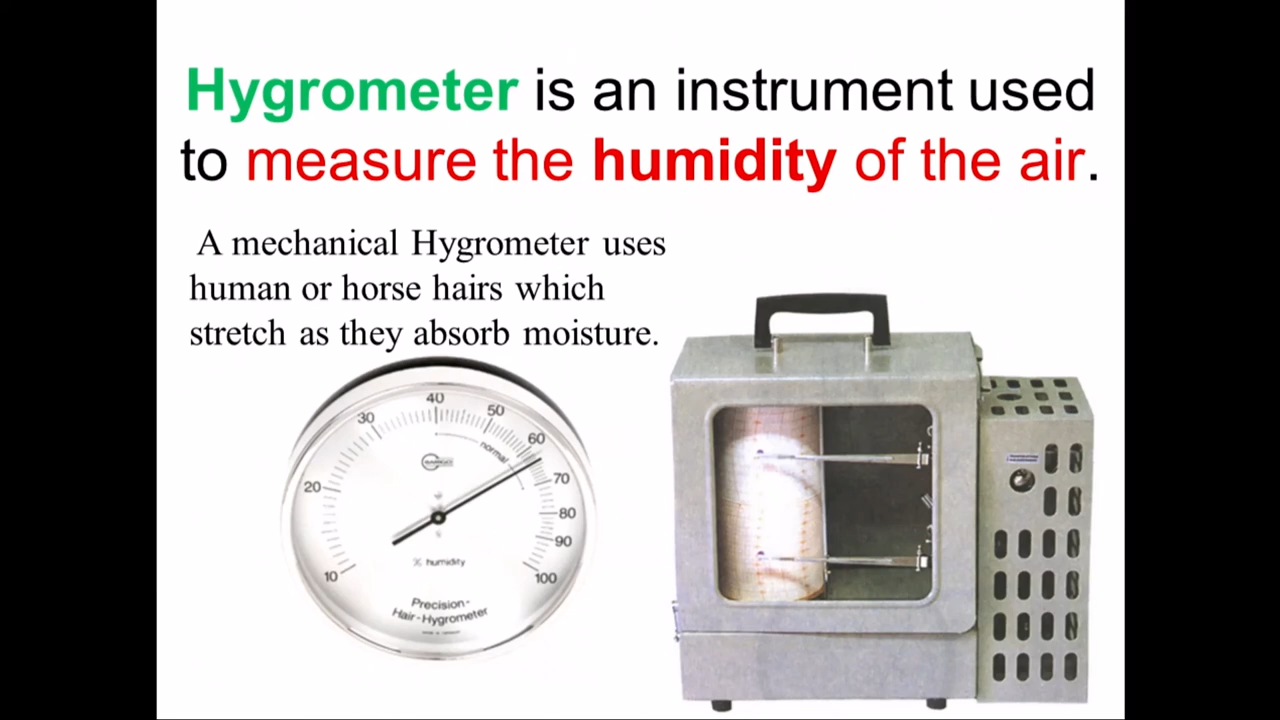 Hygrometer is an instrument used
to measure the humidity of the air.
A mechanical Hygrometer uses
human or horse hairs which
stretch as they absorb moisture.
10
20
30
40
50
60
70
80
90
100
normal
% humidity
Precision-
Hair-Hygrometer